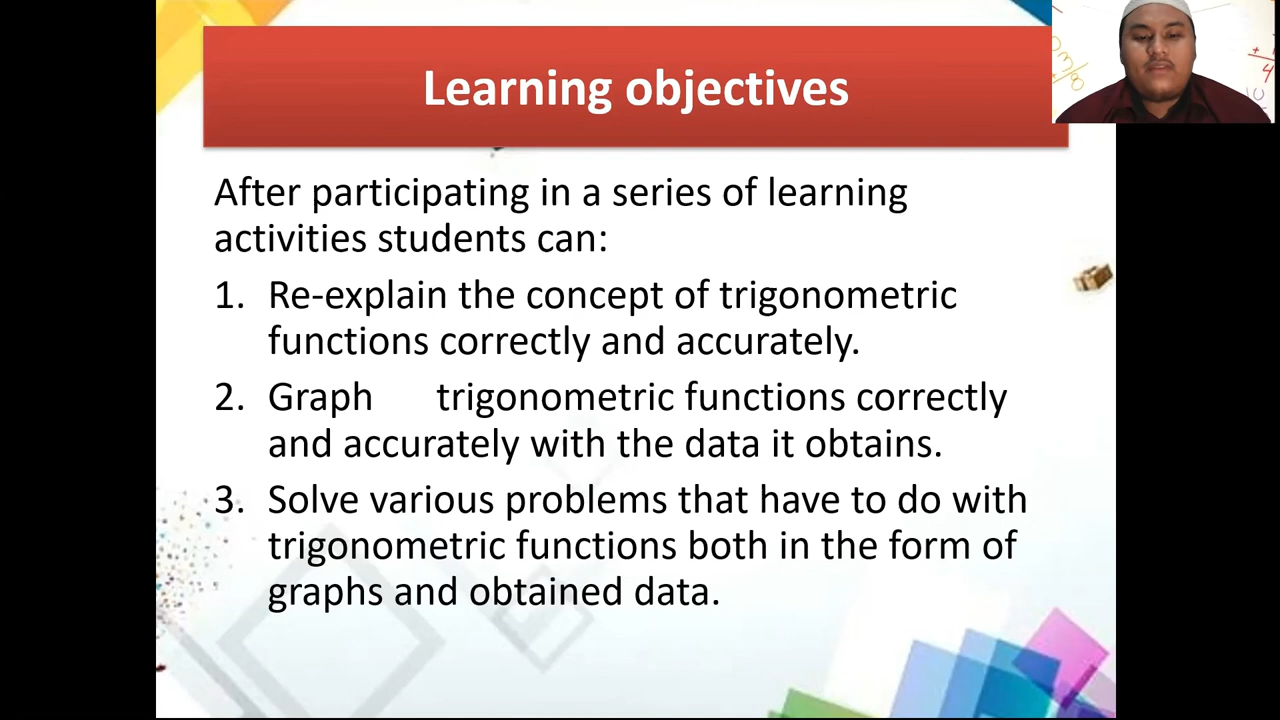 Learning objectives
After participating in a series of learning
activities students can:
1. Re-explain the concept of trigonometric
functions correctly and accurately.
2. Graph trigonometric functions correctly
and accurately with the data it obtains.
3. Solve various problems that have to do with
trigonometric functions both in the form of
graphs and obtained data.